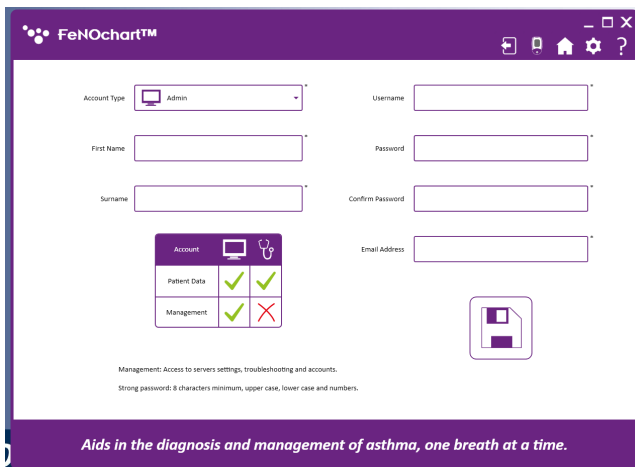 FeNOchart™
Account Type
Admin
*
Username
*
First Name
*
Password
*
Surname
*
Confirm Password
*
Account
Email Address
*
Patient Data
Management
Management: Access to servers settings, troubleshooting and accounts.
Strong password: 8 characters minimum, upper case, lower case and numbers.
Aids in the diagnosis and management of asthma, one breath at a time.